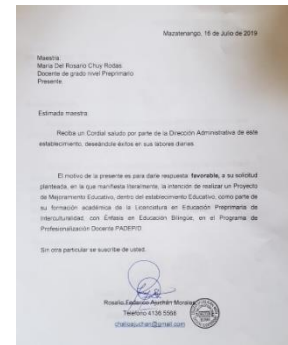 Mazatenango, 16 de Julio de 2019
Maestra:
María Del Rosario Chuy Rodas
Docente de grado nivel Preprimario
Presente.
Estimada maestra:
Reciba un Cordial saludo por parte de la Dirección Administrativa de este
establecimiento, deseándole éxitos en sus labores diarias.
El motivo de la presente es para darle respuesta favorable, a su solicitud
planteada, en la que manifiesta literalmente, la intención de realizar un Proyecto
de Mejoramiento Educativo, dentro del establecimiento Educativo, como parte de
su formación académica de la Licenciatura en Educación Preprimaria de
Interculturalidad, con Énfasis en Educación Bilingüe, en el Programa de
Profesionalización Docente PADEP/D.
Sin otra particular se suscribe de usted.
Rosalío Ajuchán Morales
Teléfono 4136 5568
chalioajuchan@gmail.com